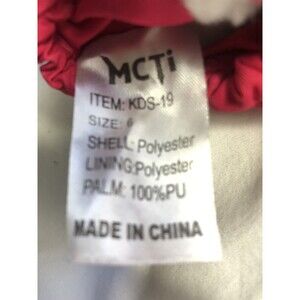 MCTi
ITEM: KDS-19
SIZE: 6
SHELL: Polyester
LINING:Polyester
PALM: 100%PU
MADE IN CHINA